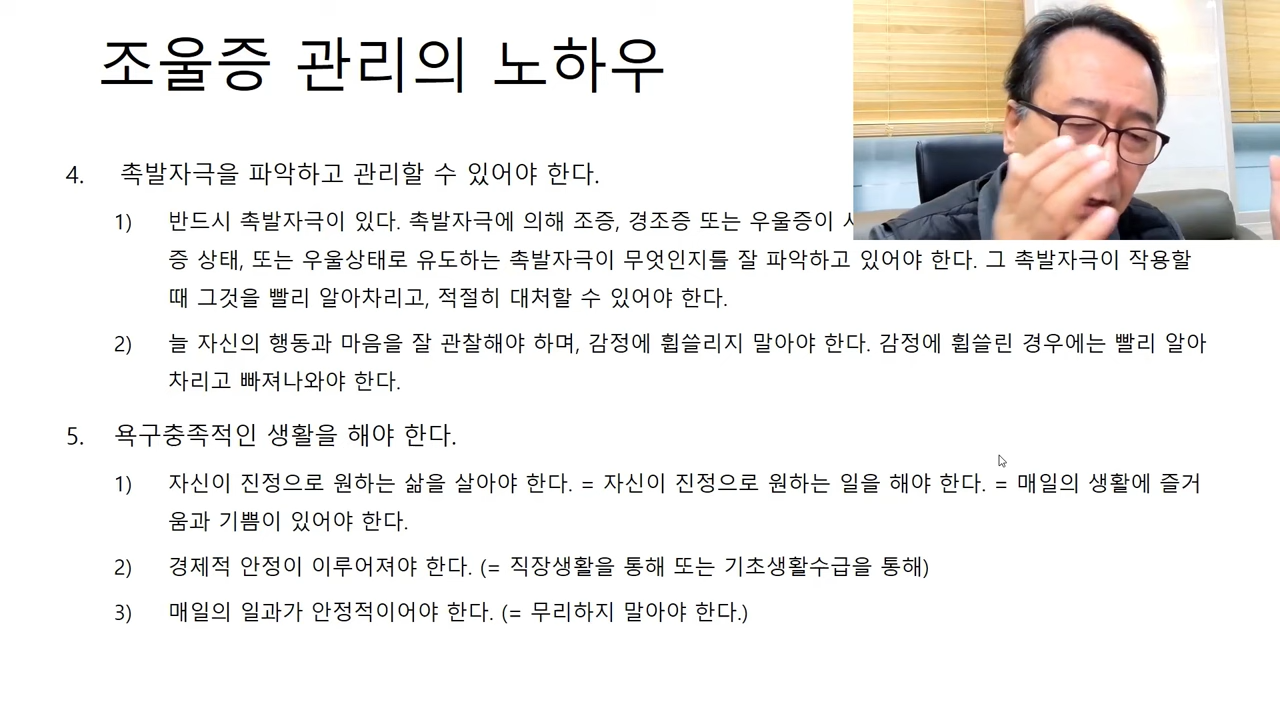 조울증 관리의 노하우
4. 촉발자극을 파악하고 관리할 수 있어야 한다.
1) 반드시 촉발자극이 있다. 촉발자극에 의해 조증, 경조증 또는 우울증이
증 상태, 또는 우울상태로 유도하는 촉발자극이 무엇인지를 잘 파악하고 있어야 한다. 그 촉발자극이 작용할
때 그것을 빨리 알아차리고, 적절히 대처할 수 있어야 한다.
2) 늘 자신의 행동과 마음을 잘 관찰해야 하며, 감정에 휩쓸리지 말아야 한다. 감정에 휩쓸린 경우에는 빨리 알아
차리고 빠져나와야 한다.
5. 욕구충족적인 생활을 해야 한다.
1) 자신이 진정으로 원하는 삶을 살아야 한다. = 자신이 진정으로 원하는 일을 해야 한다. = 매일의 생활에 즐거
움과 기쁨이 있어야 한다.
2) 경제적 안정이 이루어져야 한다. (= 직장생활을 통해 또는 기초생활수급을 통해)
3) 매일의 일과가 안정적이어야 한다. (= 무리하지 말아야 한다.)